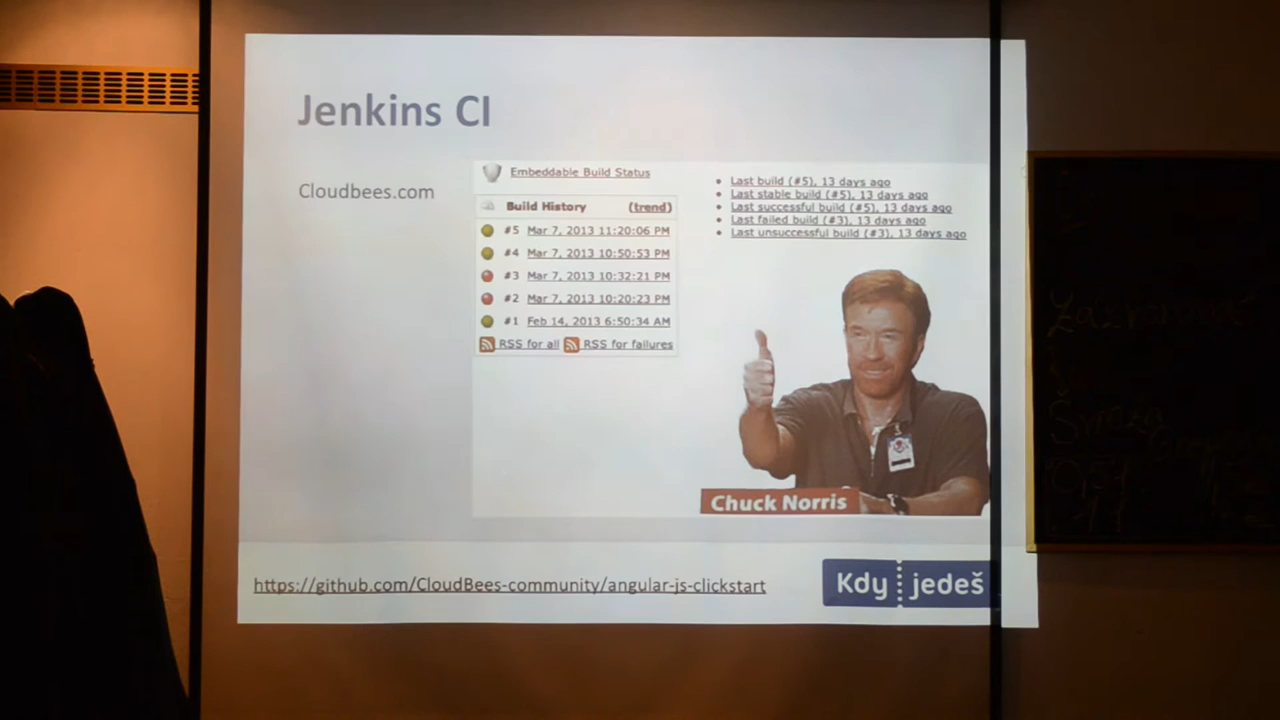 Jenkins CI
Cloudbees.com
Embeddable Build Status
Build History (trend)
#5 Mar 7, 2013 11:20:06 PM
#4 Mar 7, 2013 10:50:53 PM
#3 Mar 7, 2013 10:32:21 PM
#2 Mar 7, 2013 10:20:23 PM
#1 Feb 14, 2013 6:50:34 AM
RSS for all RSS for failures
Last build (#5), 13 days ago
Last stable build (#5), 13 days ago
Last successful build (#5), 13 days ago
Last failed build (#3), 13 days ago
Last unsuccessful build (#3), 13 days ago
Chuck Norris
https://github.com/CloudBees-community/angular-js-clickstart
Kdy jedeš